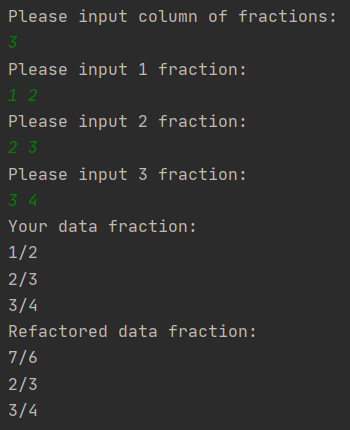 Please input column of fractions:
3
Please input 1 fraction:
1 2
Please input 2 fraction:
2 3
Please input 3 fraction:
3 4
Your data fraction:
1/2
2/3
3/4
Refactored data fraction:
7/6
2/3
3/4